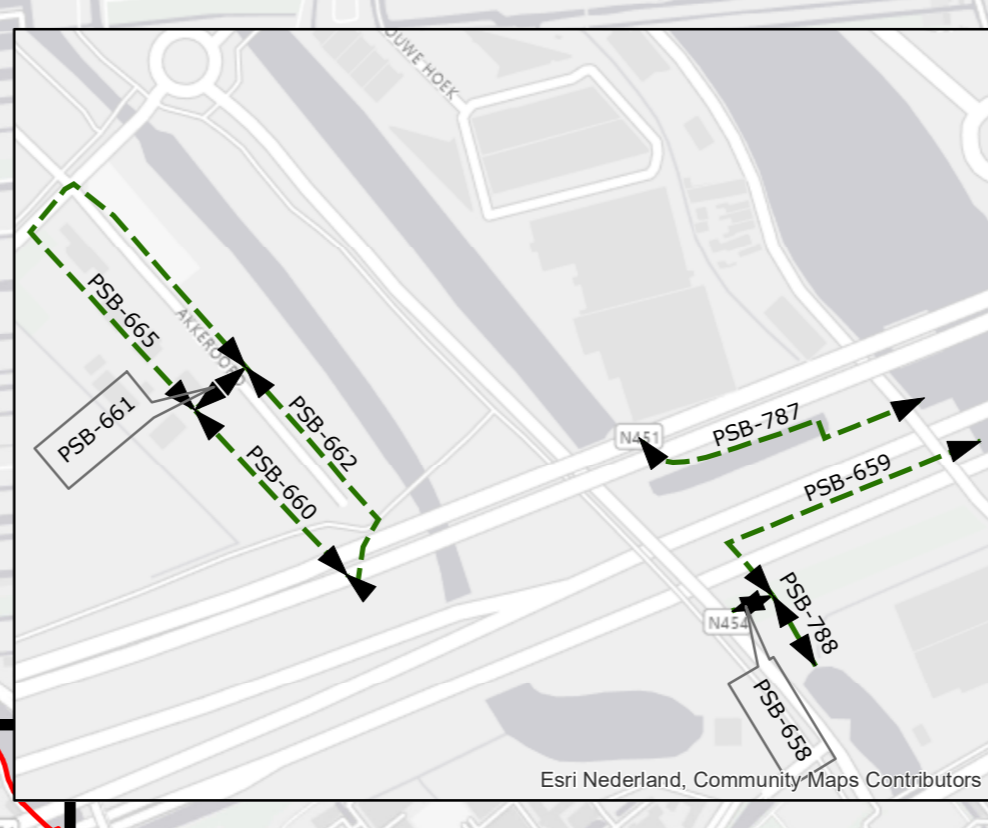 OUWE HOEK
PSB-665
AKKEROORD
PSB-661
PSB-662
PSB-660
N451
PSB-787
PSB-659
PSB-788
N454
PSB-658
Esri Nederland, Community Maps Contributors